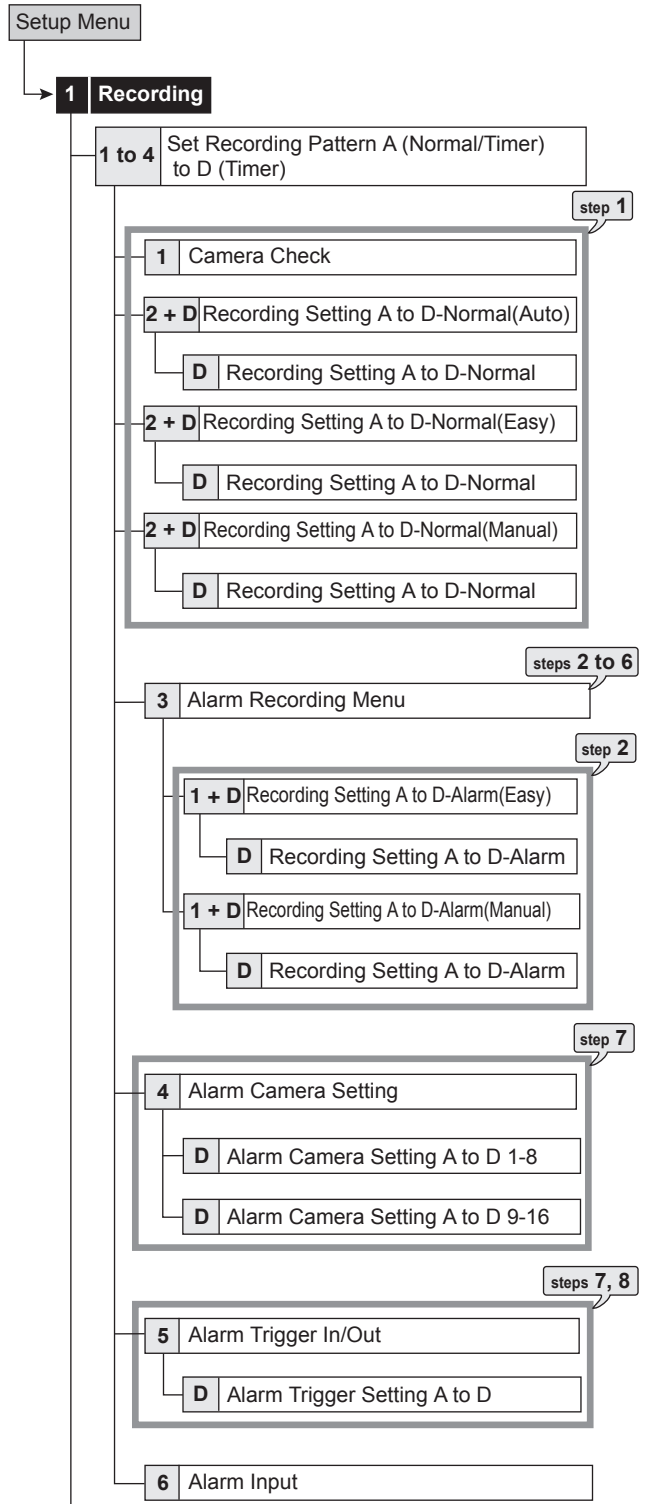 Setup Menu
1 Recording
1 to 4 Set Recording Pattern A (Normal/Timer)
to D (Timer)
step 1
1 Camera Check
2 + D Recording Setting A to D-Normal(Auto)
D Recording Setting A to D-Normal
2 + D Recording Setting A to D-Normal(Easy)
D Recording Setting A to D-Normal
2 + D Recording Setting A to D-Normal(Manual)
D Recording Setting A to D-Normal
steps 2 to 6
3 Alarm Recording Menu
step 2
1 + D Recording Setting A to D-Alarm(Easy)
D Recording Setting A to D-Alarm
1 + D Recording Setting A to D-Alarm(Manual)
D Recording Setting A to D-Alarm
step 7
4 Alarm Camera Setting
D Alarm Camera Setting A to D 1-8
D Alarm Camera Setting A to D 9-16
steps 7, 8
5 Alarm Trigger In/Out
D Alarm Trigger Setting A to D
6 Alarm Input